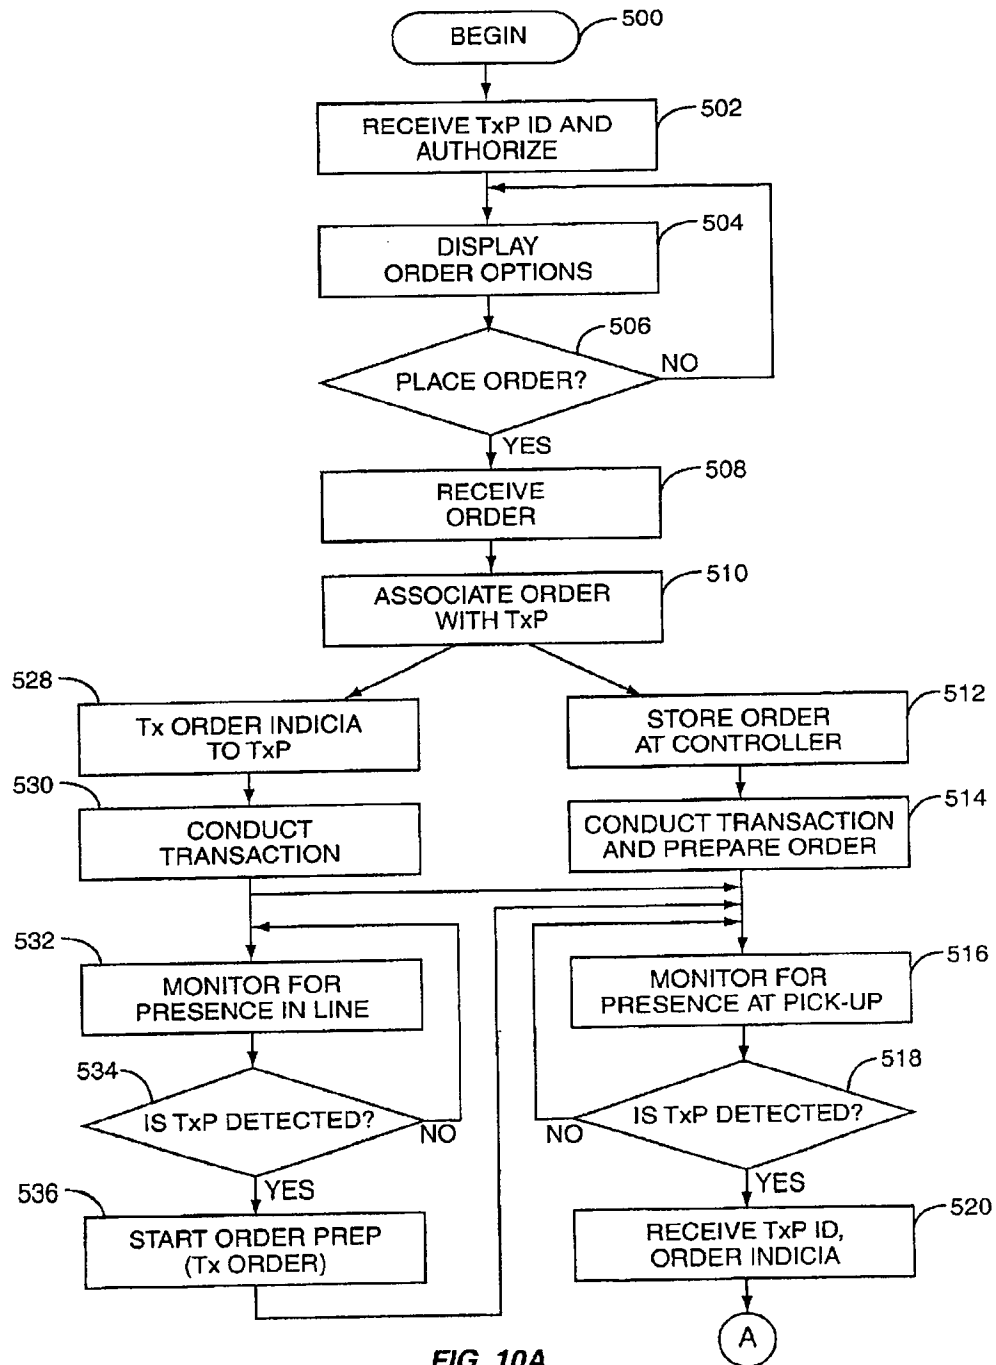 BEGIN
500
RECEIVE TxP ID AND
AUTHORIZE
502
DISPLAY
ORDER OPTIONS
504
PLACE ORDER?
506
NO
YES
RECEIVE
ORDER
508
ASSOCIATE ORDER
WITH TxP
510
528
Tx ORDER INDICIA
TO TxP
STORE ORDER
AT CONTROLLER
512
530
CONDUCT
TRANSACTION
CONDUCT TRANSACTION
AND PREPARE ORDER
514
532
MONITOR FOR
PRESENCE IN LINE
MONITOR FOR
PRESENCE AT PICK-UP
516
534
IS TxP DETECTED?
NO
YES
IS TxP DETECTED?
518
NO
YES
536
START ORDER PREP
(Tx ORDER)
RECEIVE TxP ID,
ORDER INDICIA
520
A
FIG. 10A